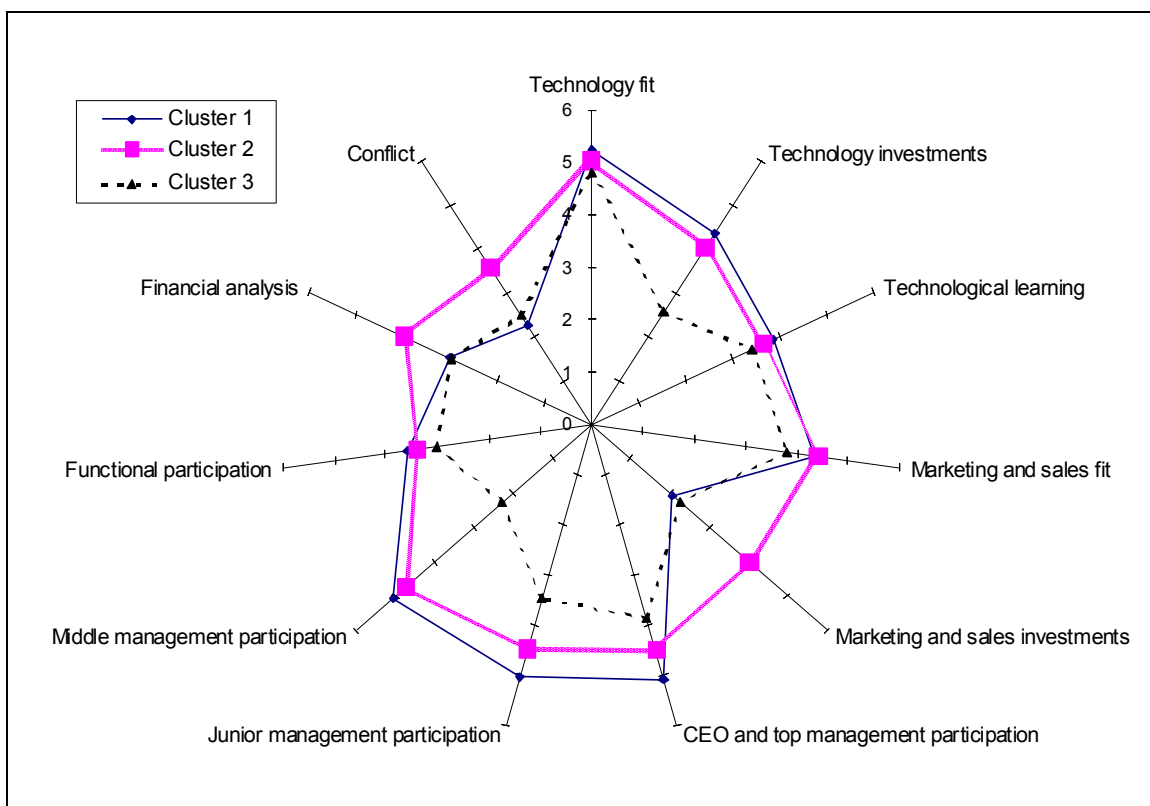 Technology fit
Cluster 1
Cluster 2
Cluster 3
Conflict
Technology investments
Financial analysis
Technological learning
Functional participation
Marketing and sales fit
Middle management participation
Marketing and sales investments
Junior management participation
CEO and top management participation
6
5
4
3
2
1
0